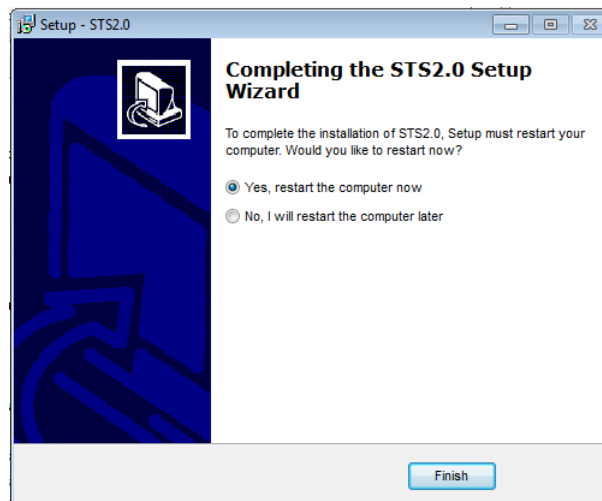 Setup - STS2.0
Completing the STS2.0 Setup
Wizard
To complete the installation of STS2.0, Setup must restart your
computer. Would you like to restart now?
Yes, restart the computer now
No, I will restart the computer later
Finish